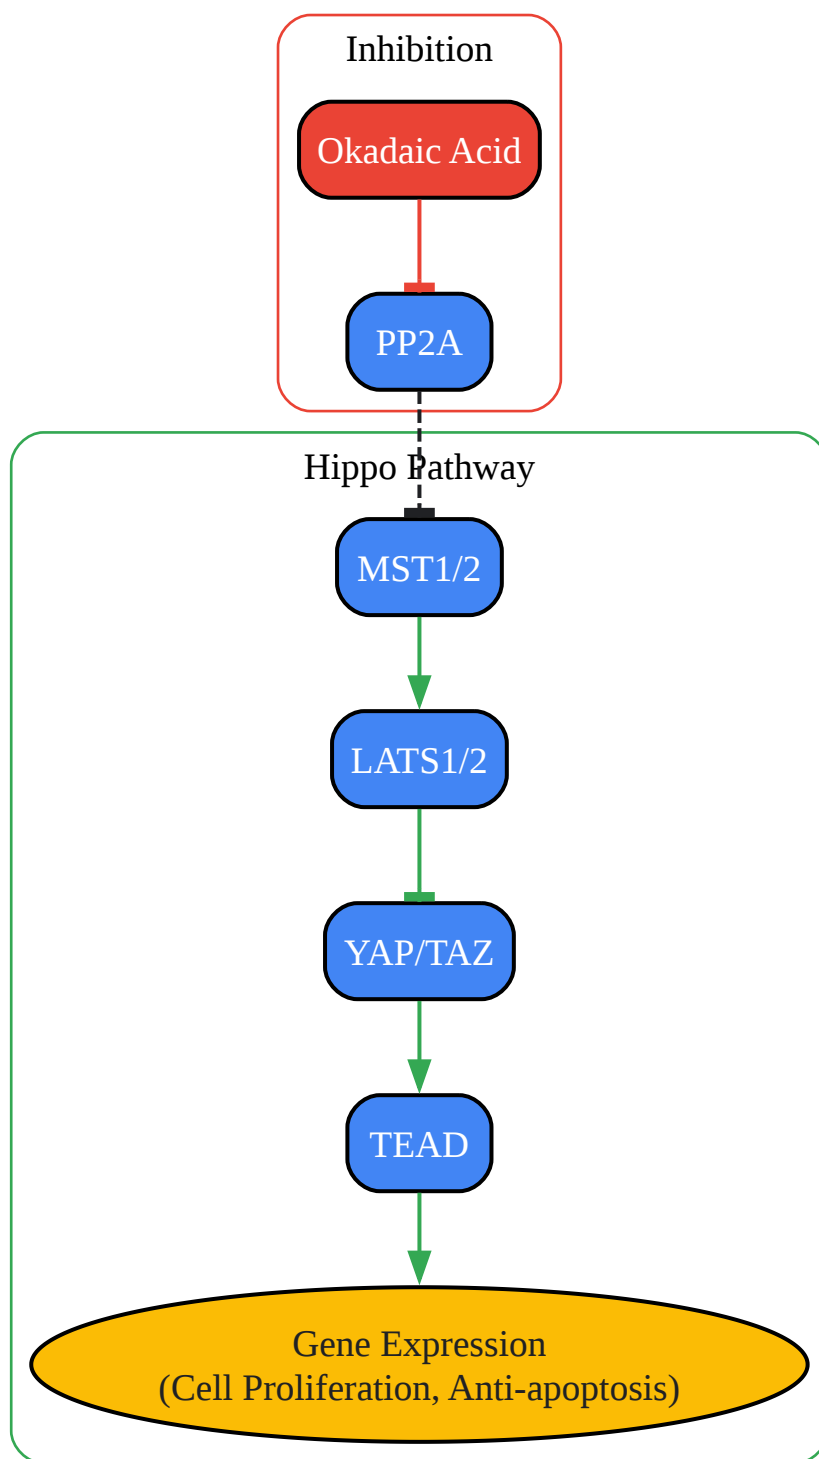 Inhibition
Okadaic Acid
PP2A
Hippo Pathway
MST1/2
LATS1/2
YAP/TAZ
TEAD
Gene Expression
(Cell Proliferation, Anti-apoptosis)